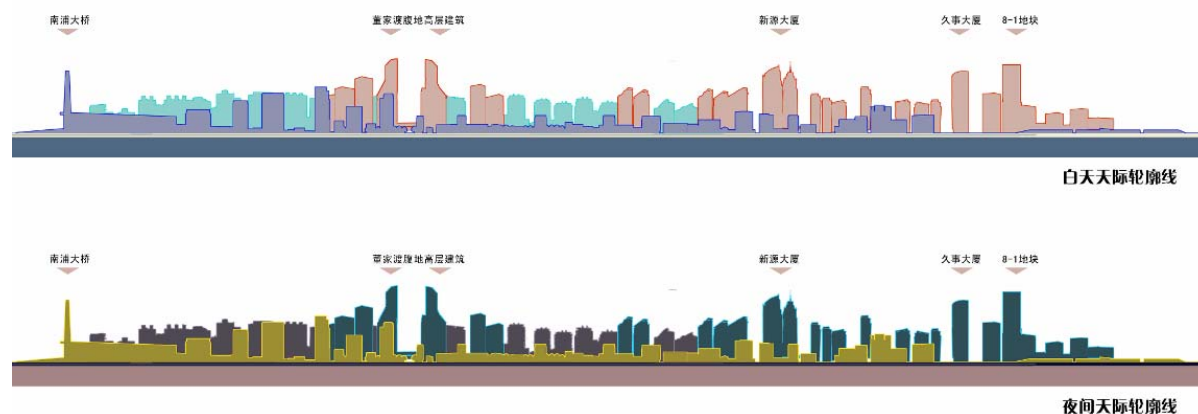 南浦大桥 董家渡腹地高层建筑 新源大厦 久事大厦 8-1地块
白天天际轮廓线
南浦大桥 董家渡腹地高层建筑 新源大厦 久事大厦 8-1地块
夜间天际轮廓线